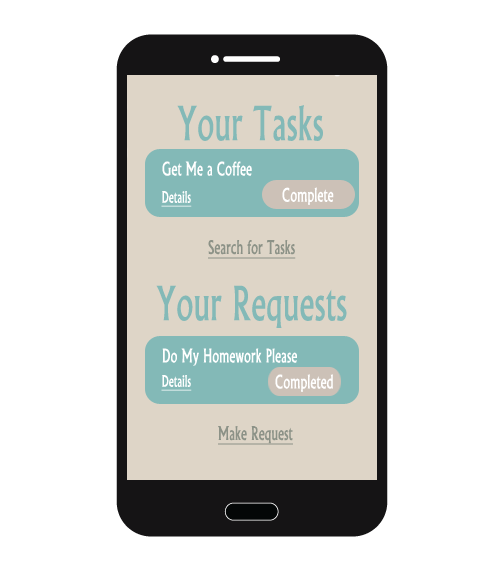 Your Tasks
Get Me a Coffee
Details
Complete
Search for Tasks
Your Requests
Do My Homework Please
Details
Completed
Make Request